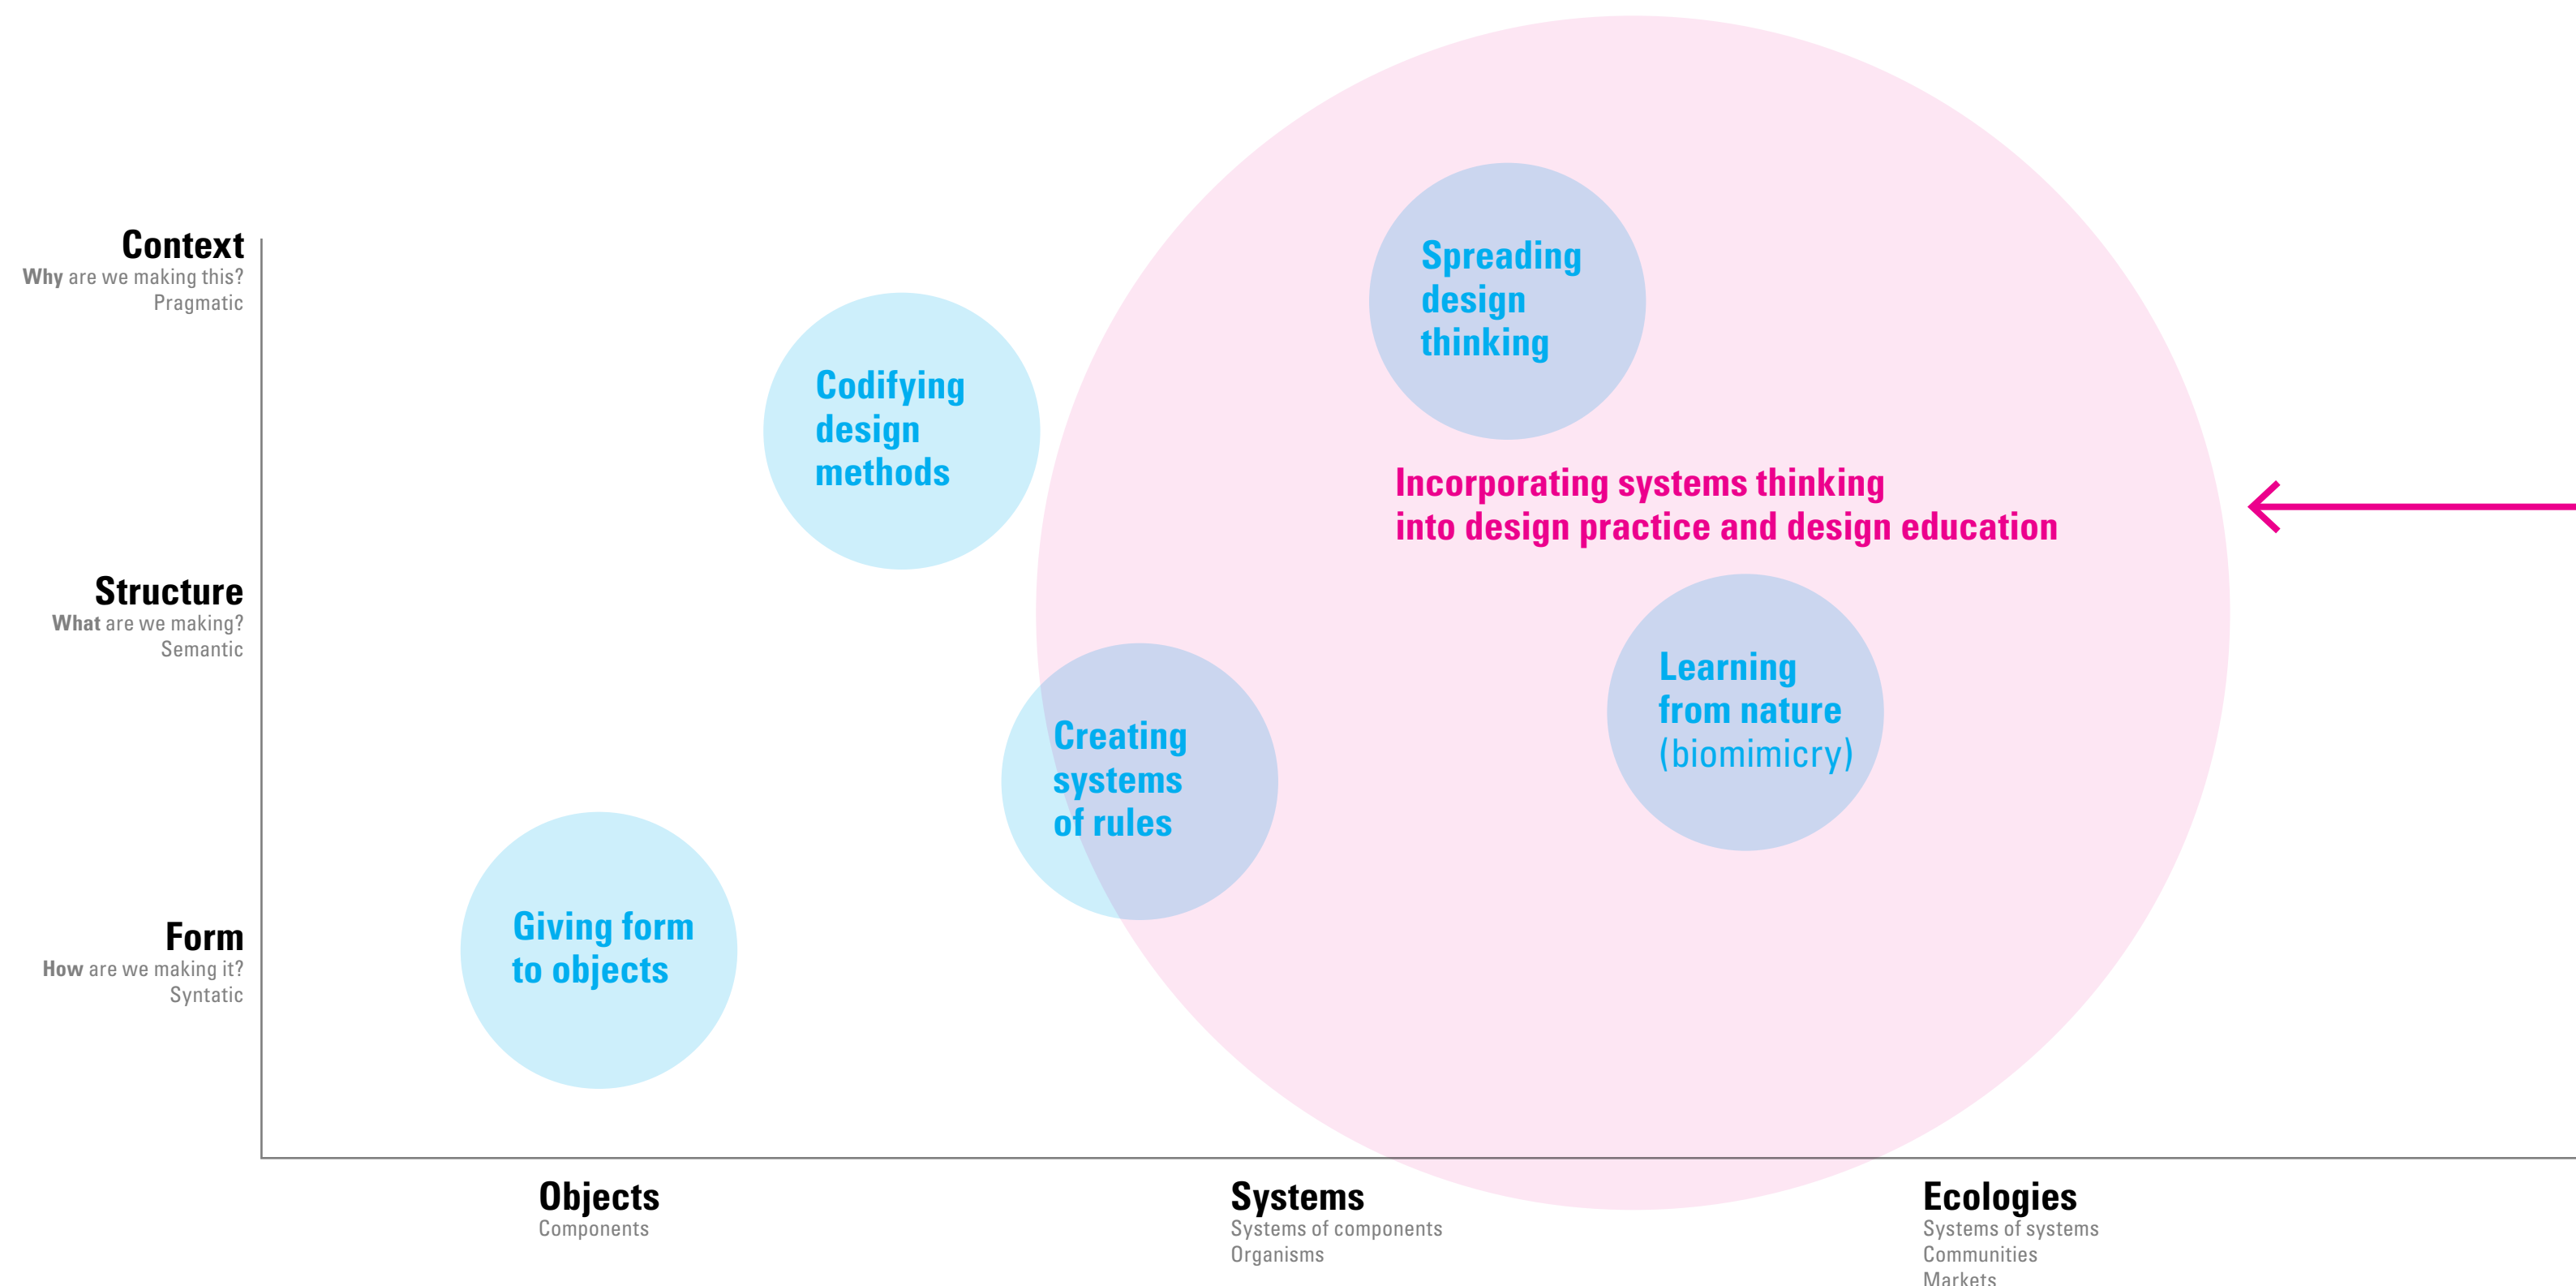 Context
Why are we making this?
Pragmatic
Structure
What are we making?
Semantic
Form
How are we making it?
Syntatic
Spreading
design
thinking
Codifying
design
methods
Incorporating systems thinking
into design practice and design education
Learning
from nature
(biomimicry)
Creating
systems
of rules
Giving form
to objects
Objects
Components
Systems
Systems of components
Organisms
Ecologies
Systems of systems
Communities
Markets